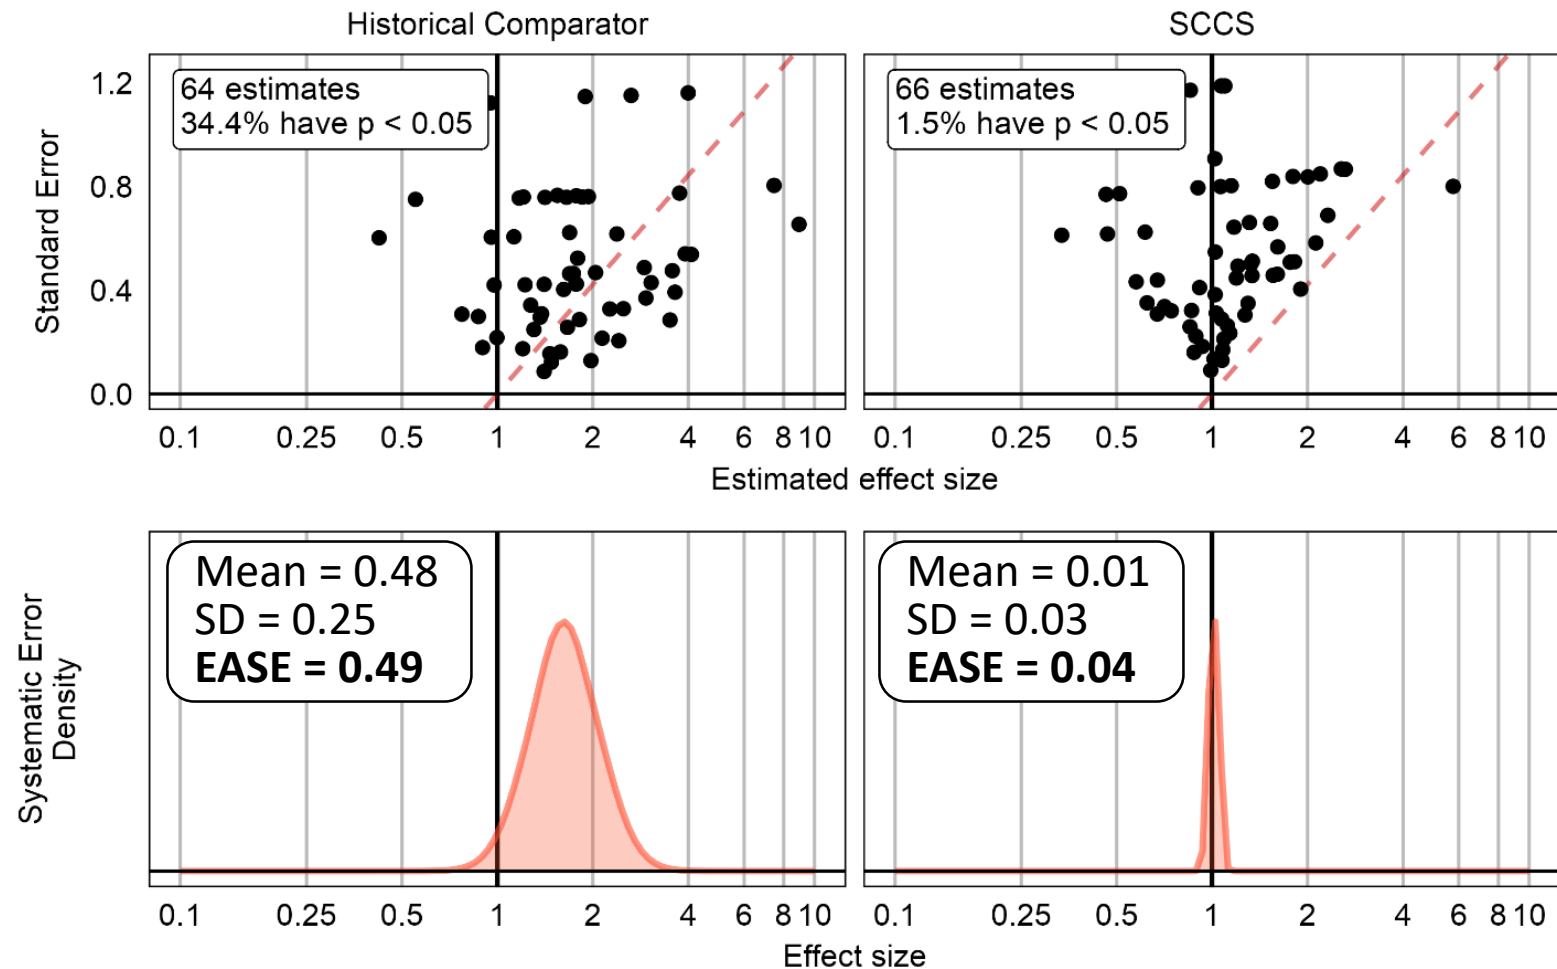 Historical Comparator
SCCS
Standard Error
1.2
0.8
0.4
0.0
64 estimates
34.4% have p < 0.05
66 estimates
1.5% have p < 0.05
0.1 0.25 0.5 1 2 4 6 8 10
0.1 0.25 0.5 1 2 4 6 8 10
Estimated effect size
Systematic Error
Density
Mean = 0.48
SD = 0.25
EASE = 0.49
Mean = 0.01
SD = 0.03
EASE = 0.04
0.1 0.25 0.5 1 2 4 6 8 10
0.1 0.25 0.5 1 2 4 6 8 10
Effect size